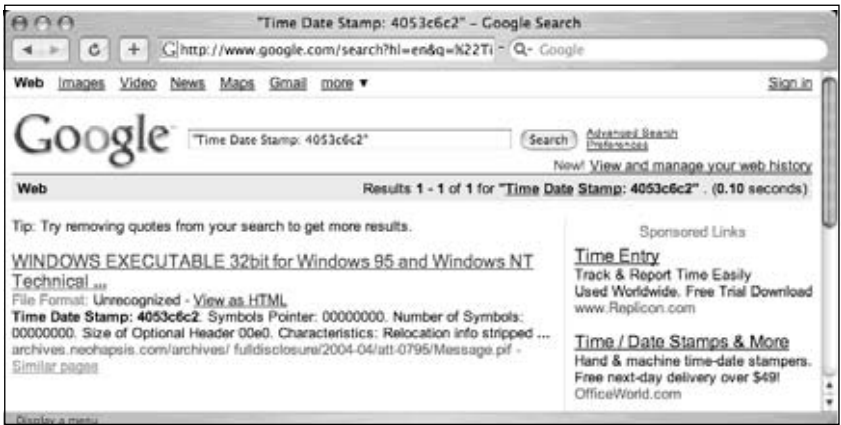 "Time Date Stamp: 4053c6c2" – Google Search
G http://www.google.com/search?hl=en&q=%22Ti
Q- Google
Web Images Video News Maps Gmail more ▼ Sign in
Google
"Time Date Stamp: 4053c6c2" Search Advanced Search
Preferences
New! View and manage your web history
Web Results 1 - 1 of 1 for "Time Date Stamp: 4053c6c2" . (0.10 seconds)
Tip: Try removing quotes from your search to get more results.
WINDOWS EXECUTABLE 32bit for Windows 95 and Windows NT
Technical ...
File Format: Unrecognized - View as HTML
Time Date Stamp: 4053c6c2. Symbols Pointer: 00000000. Number of Symbols:
00000000. Size of Optional Header 00e0. Characteristics: Relocation info stripped ...
archives.neohapsis.com/archives/ fulldisclosure/2004-04/att-0795/Message.pif -
Similar pages
Sponsored Links
Time Entry
Track & Report Time Easily
Used Worldwide. Free Trial Download
www.Replicon.com
Time / Date Stamps & More
Hand & machine time-date stampers.
Free next-day delivery over $49!
OfficeWorld.com
Display a menu